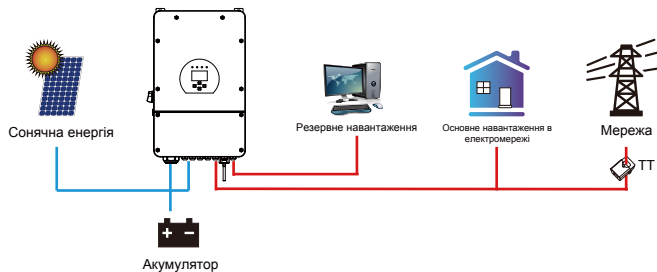 Сонячна енергія
Резервне навантаження
Основне навантаження в
електромережі
Мережа
ТТ
Акумулятор